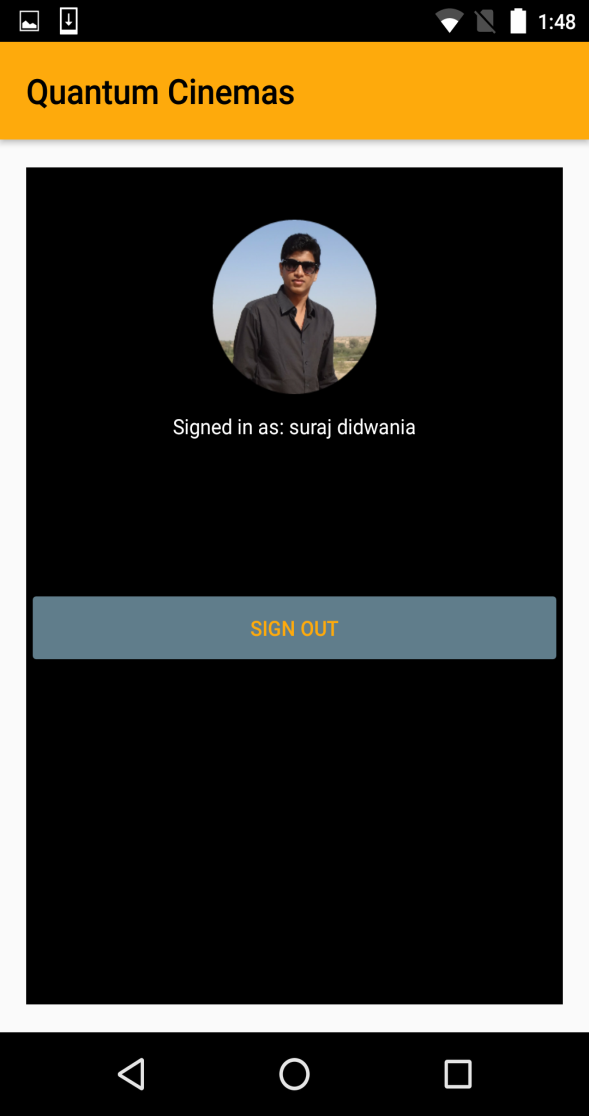 1:48
Quantum Cinemas
Signed in as: suraj didwania
SIGN OUT